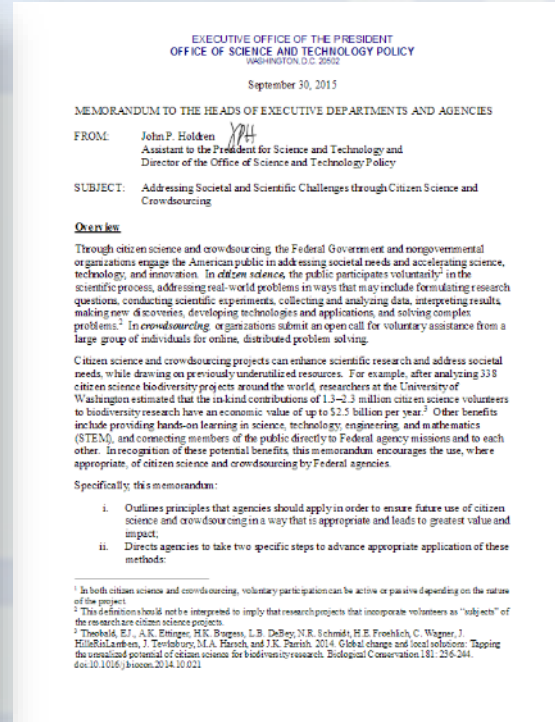 EXECUTIVE OFFICE OF THE PRESIDENT
OFFICE OF SCIENCE AND TECHNOLOGY POLICY
WASHINGTON, D.C. 20502
September 30, 2015
MEMORANDUM TO THE HEADS OF EXECUTIVE DEPARTMENTS AND AGENCIES
FROM: John P. Holdren JPH
Assistant to the President for Science and Technology and
Director of the Office of Science and Technology Policy
SUBJECT: Addressing Societal and Scientific Challenges through Citizen Science and
Crowdsourcing
Overview
Through citizen science and crowdsourcing, the Federal Government and nongovernmental
organizations engage the American public in addressing societal needs and accelerating science,
technology, and innovation. In citizen science, the public participates voluntarily¹ in the
scientific process, addressing real-world problems in ways that may include formulating research
questions, conducting scientific experiments, collecting and analyzing data, interpreting results,
making new discoveries, developing technologies and applications, and solving complex
problems.² In crowdsourcing, organizations submit an open call for voluntary assistance from a
large group of individuals for online, distributed problem solving.
Citizen science and crowdsourcing projects can enhance scientific research and address societal
needs, while drawing on previously underutilized resources. For example, after analyzing 338
citizen science biodiversity projects around the world, researchers at the University of
Washington estimated that the in-kind contributions of 1.3–2.3 million citizen science volunteers
to biodiversity research have an economic value of up to $2.5 billion per year.³ Other benefits
include providing hands-on learning in science, technology, engineering, and mathematics
(STEM), and connecting members of the public directly to Federal agency missions and to each
other. In recognition of these potential benefits, this memorandum encourages the use, where
appropriate, of citizen science and crowdsourcing by Federal agencies.
Specifically, this memorandum:
i. Outlines principles that agencies should apply in order to ensure future use of citizen
science and crowdsourcing in a way that is appropriate and leads to greatest value and
impact;
ii. Directs agencies to take two specific steps to advance appropriate application of these
methods:
¹ In both citizen science and crowdsourcing, voluntary participation can be active or passive depending on the nature
of the project.
² This definition should not be interpreted to imply that research projects that incorporate volunteers as "subjects" of
the research are citizen science projects.
³ Theobald, E.J., A.K. Ettinger, H.K. Burgess, L.B. DeBey, N.R. Schmidt, H.E. Froehlich, C. Wagner, J.
HilleRisLambers, J. Tewksbury, M.A. Harsch, and J.K. Parrish. 2014. Global change and local solutions: Tapping
the unrealized potential of citizen science for biodiversity research. Biological Conservation 181: 236-244.
doi:10.1016/j.biocon.2014.10.021